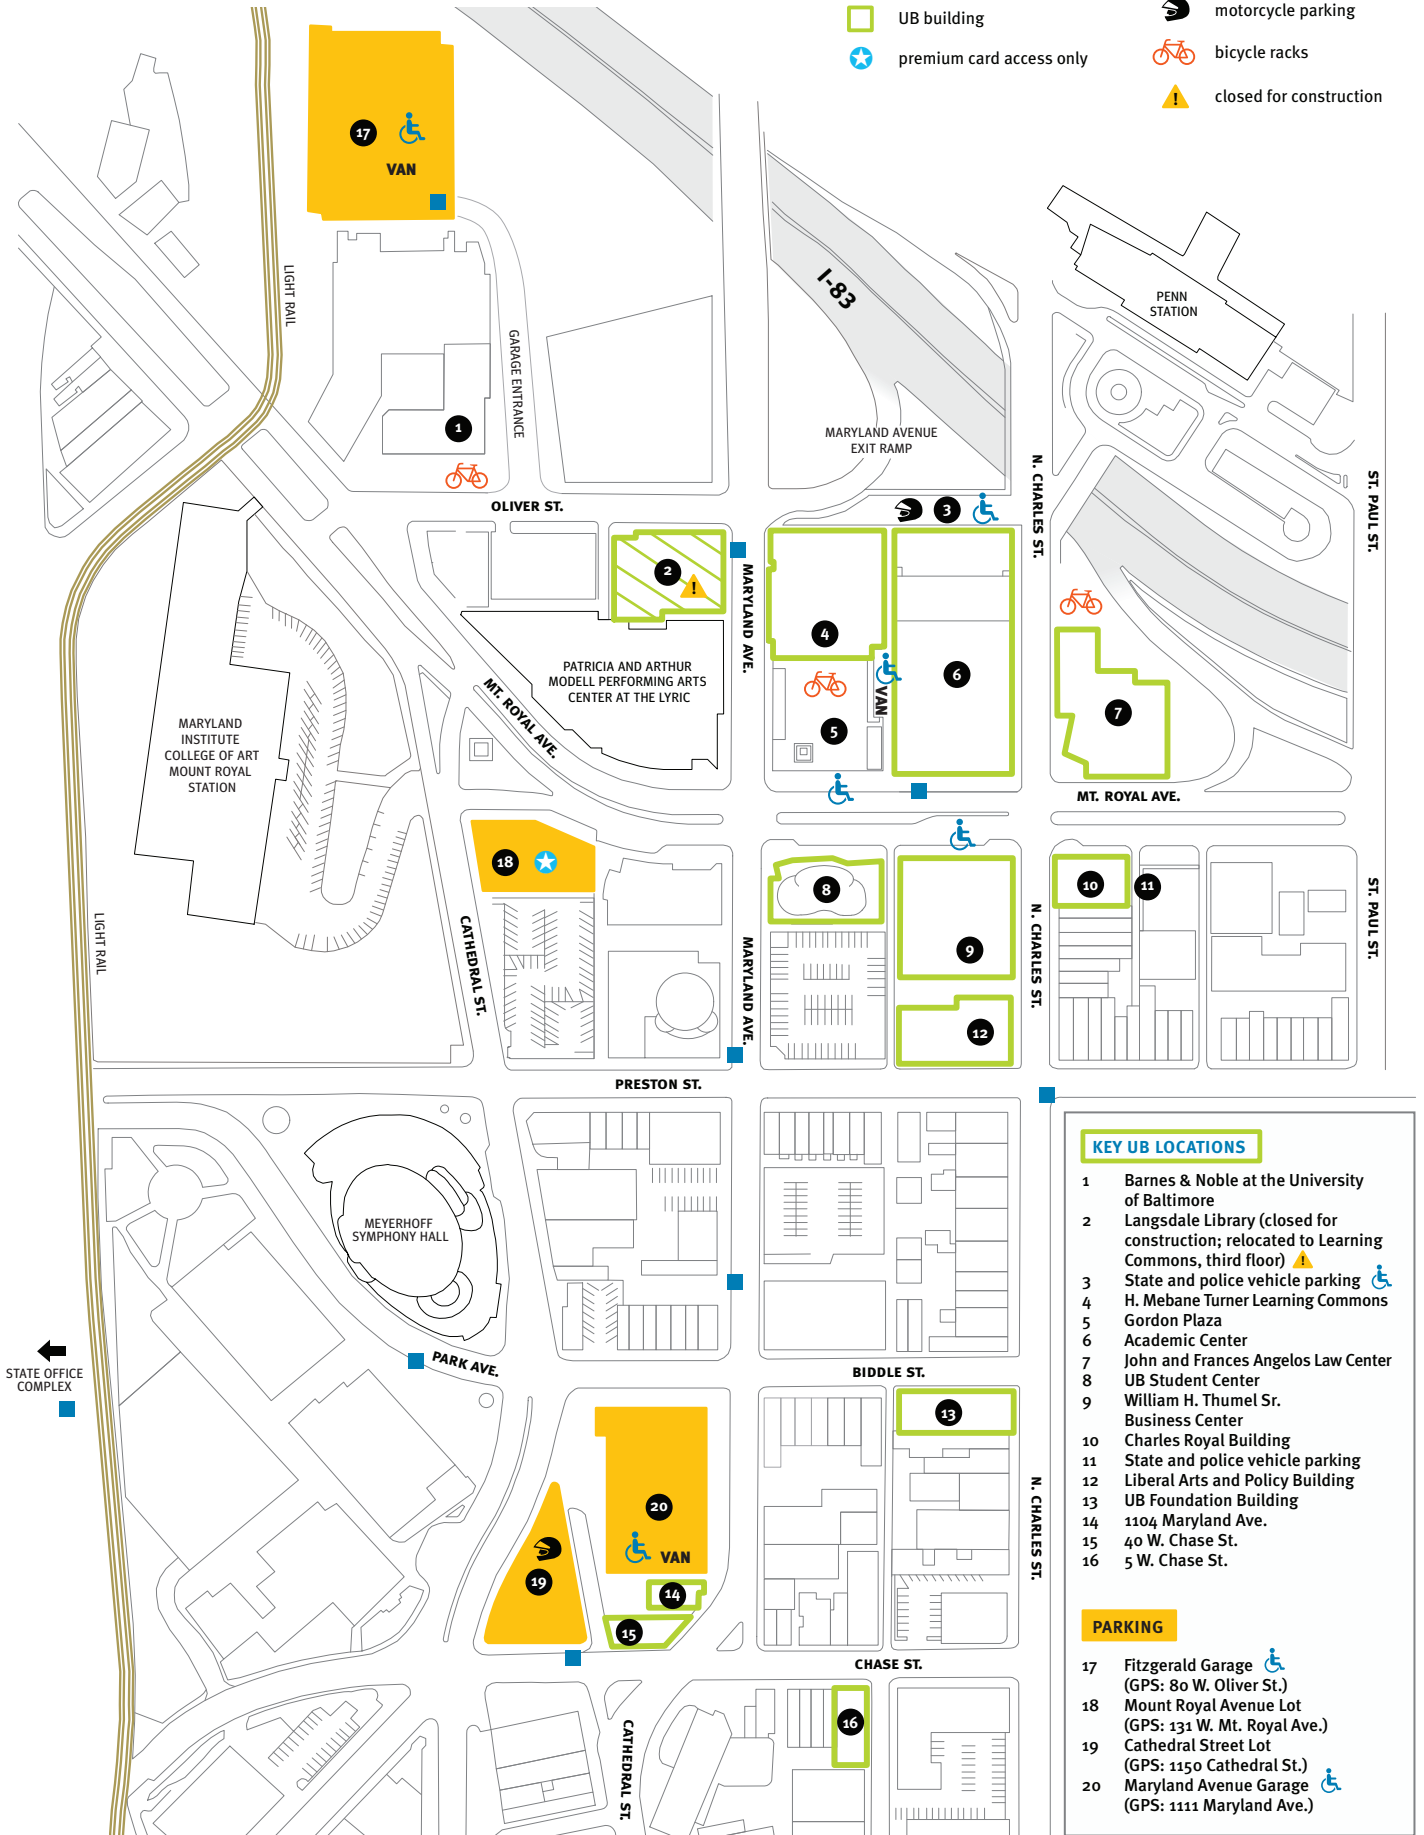 UB building
premium card access only
motorcycle parking
bicycle racks
closed for construction
17
VAN
LIGHT RAIL
GARAGE ENTRANCE
1
I-83
PENN
STATION
MARYLAND AVENUE
EXIT RAMP
N. CHARLES ST.
ST. PAUL ST.
OLIVER ST.
3
2
MARYLAND AVE.
4
6
7
PATRICIA AND ARTHUR
MODELL PERFORMING ARTS
CENTER AT THE LYRIC
VAN
5
MT. ROYAL AVE.
MARYLAND
INSTITUTE
COLLEGE OF ART
MOUNT ROYAL
STATION
MT. ROYAL AVE.
18
8
10
11
LIGHT RAIL
CATHEDRAL ST.
MARYLAND AVE.
9
N. CHARLES ST.
ST. PAUL ST.
12
PRESTON ST.
MEYERHOFF
SYMPHONY HALL
STATE OFFICE
COMPLEX
PARK AVE.
BIDDLE ST.
13
20
VAN
19
14
15
N. CHARLES ST.
CHASE ST.
16
CATHEDRAL ST.
KEY UB LOCATIONS
1 Barnes & Noble at the University
of Baltimore
2 Langsdale Library (closed for
construction; relocated to Learning
Commons, third floor)
3 State and police vehicle parking
4 H. Mebane Turner Learning Commons
5 Gordon Plaza
6 Academic Center
7 John and Frances Angelos Law Center
8 UB Student Center
9 William H. Thumel Sr.
Business Center
10 Charles Royal Building
11 State and police vehicle parking
12 Liberal Arts and Policy Building
13 UB Foundation Building
14 1104 Maryland Ave.
15 40 W. Chase St.
16 5 W. Chase St.
PARKING
17 Fitzgerald Garage
(GPS: 80 W. Oliver St.)
18 Mount Royal Avenue Lot
(GPS: 131 W. Mt. Royal Ave.)
19 Cathedral Street Lot
(GPS: 1150 Cathedral St.)
20 Maryland Avenue Garage
(GPS: 1111 Maryland Ave.)